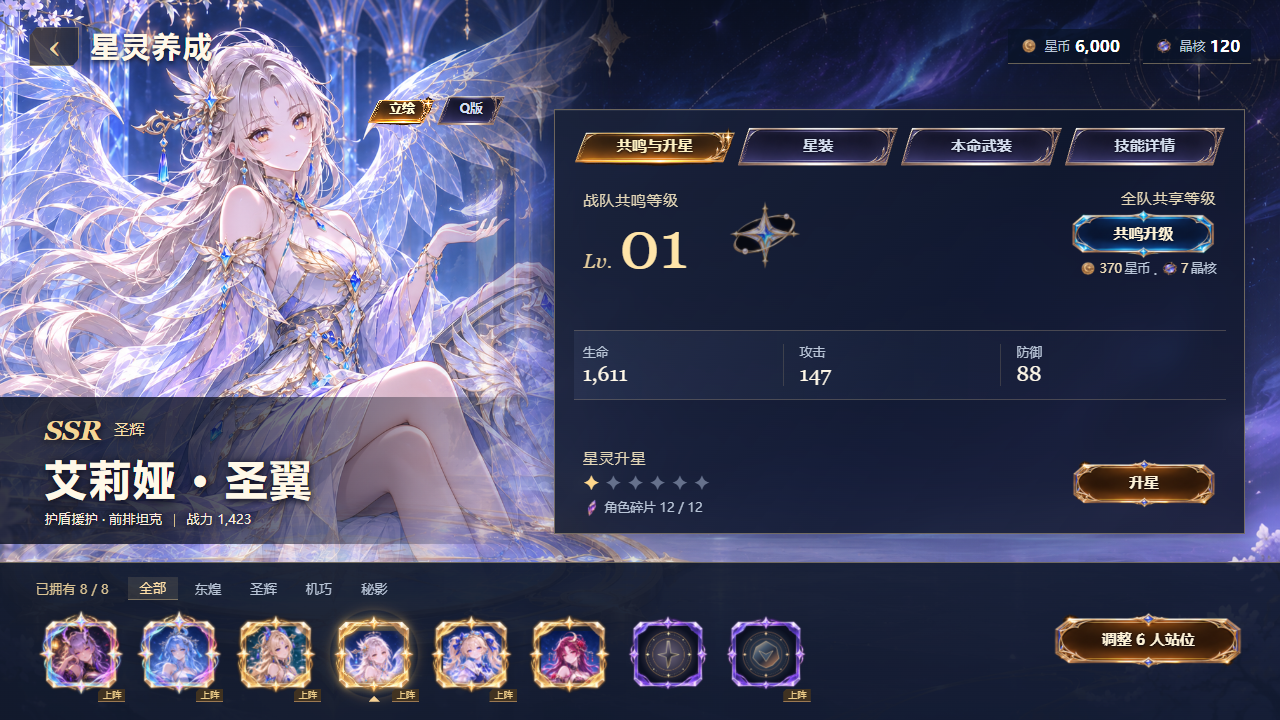 星灵养成
星币 6,000
晶核 120
立绘
Q版
共鸣与升星
星装
本命武装
技能详情
战队共鸣等级
Lv. 01
全队共享等级
共鸣升级
370 星币 . 7 晶核
生命
1,611
攻击
147
防御
88
SSR 圣辉
艾莉娅・圣翼
护盾援护 · 前排坦克 | 战力 1,423
星灵升星
角色碎片 12 / 12
升星
已拥有 8 / 8
全部
东煌
圣辉
机巧
秘影
上阵
上阵
上阵
上阵
上阵
上阵
调整 6 人站位